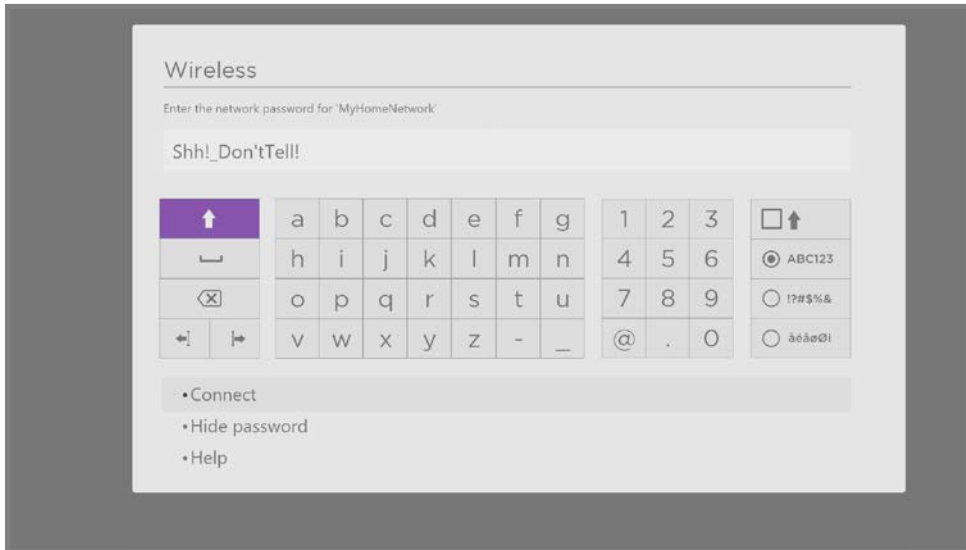 Wireless
Enter the network password for 'MyHomeNetwork'
Shh!_Don'tTell!
a b c d e f g 1 2 3
h i j k l m n 4 5 6 ABC123
o p q r s t u 7 8 9 !?#$%&
v w x y z - _ @ . 0
•Connect
•Hide password
•Help